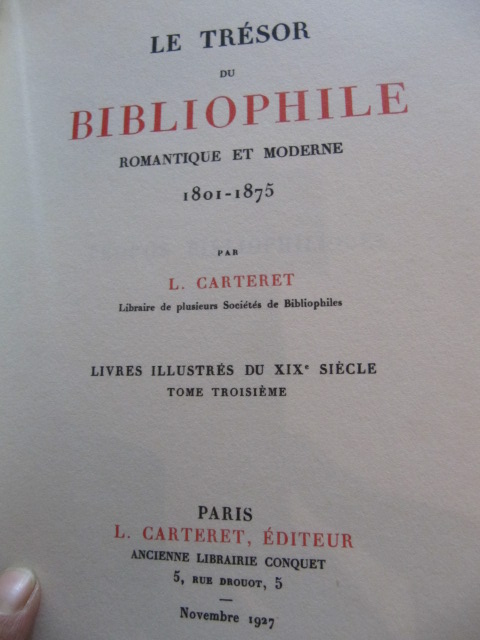 LE TRÉSOR
DU
BIBLIOPHILE
ROMANTIQUE ET MODERNE
1801-1875
PAR
L. CARTERET
Libraire de plusieurs Sociétés de Bibliophiles
LIVRES ILLUSTRÉS DU XIXᵉ SIÈCLE
TOME TROISIÈME
PARIS
L. CARTERET, ÉDITEUR
ANCIENNE LIBRAIRIE CONQUET
5, RUE DROUOT, 5
Novembre 1927